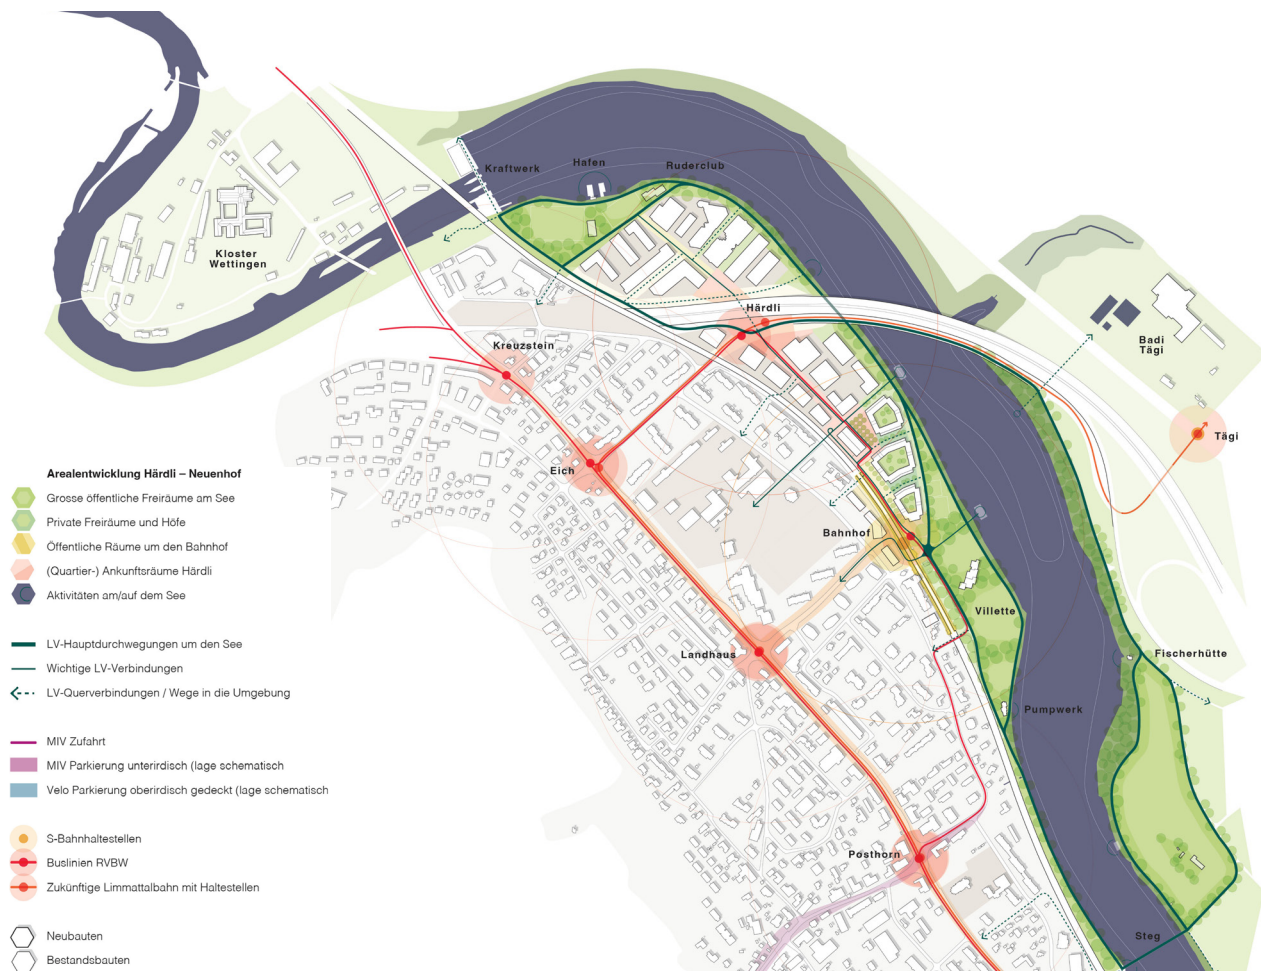 Kraftwerk
Hafen
Ruderclub
Kloster
Wettingen
Härdli
Kreuzstein
Badi
Tägi
Tägi
Eich
Bahnhof
Villette
Landhaus
Fischerhütte
Pumpwerk
Posthorn
Steg
Arealentwicklung Härdli – Neuenhof
Grosse öffentliche Freiräume am See
Private Freiräume und Höfe
Öffentliche Räume um den Bahnhof
(Quartier-) Ankunftsräume Härdli
Aktivitäten am/auf dem See
LV-Hauptdurchwegungen um den See
Wichtige LV-Verbindungen
LV-Querverbindungen / Wege in die Umgebung
MIV Zufahrt
MIV Parkierung unterirdisch (lage schematisch
Velo Parkierung oberirdisch gedeckt (lage schematisch
S-Bahnhaltestellen
Buslinien RVBW
Zukünftige Limmattalbahn mit Haltestellen
Neubauten
Bestandsbauten